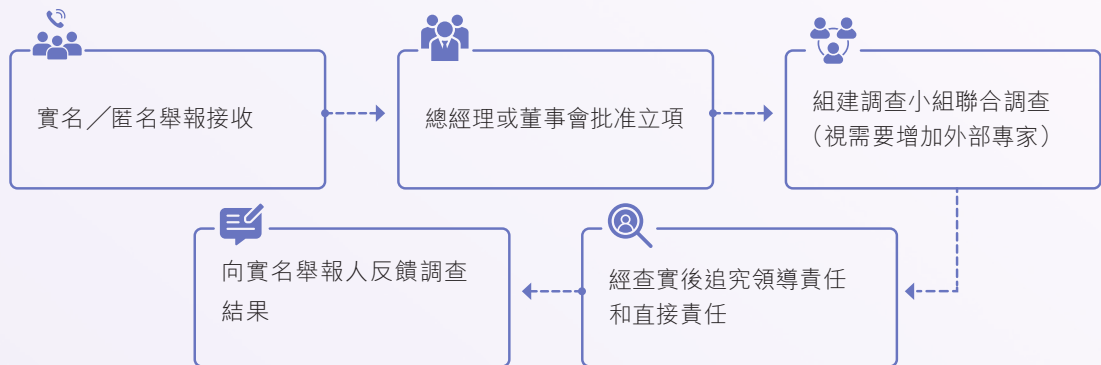 實名╱匿名舉報接收
總經理或董事會批准立項
組建調查小組聯合調查
（視需要增加外部專家）
經查實後追究領導責任
和直接責任
向實名舉報人反饋調查
結果